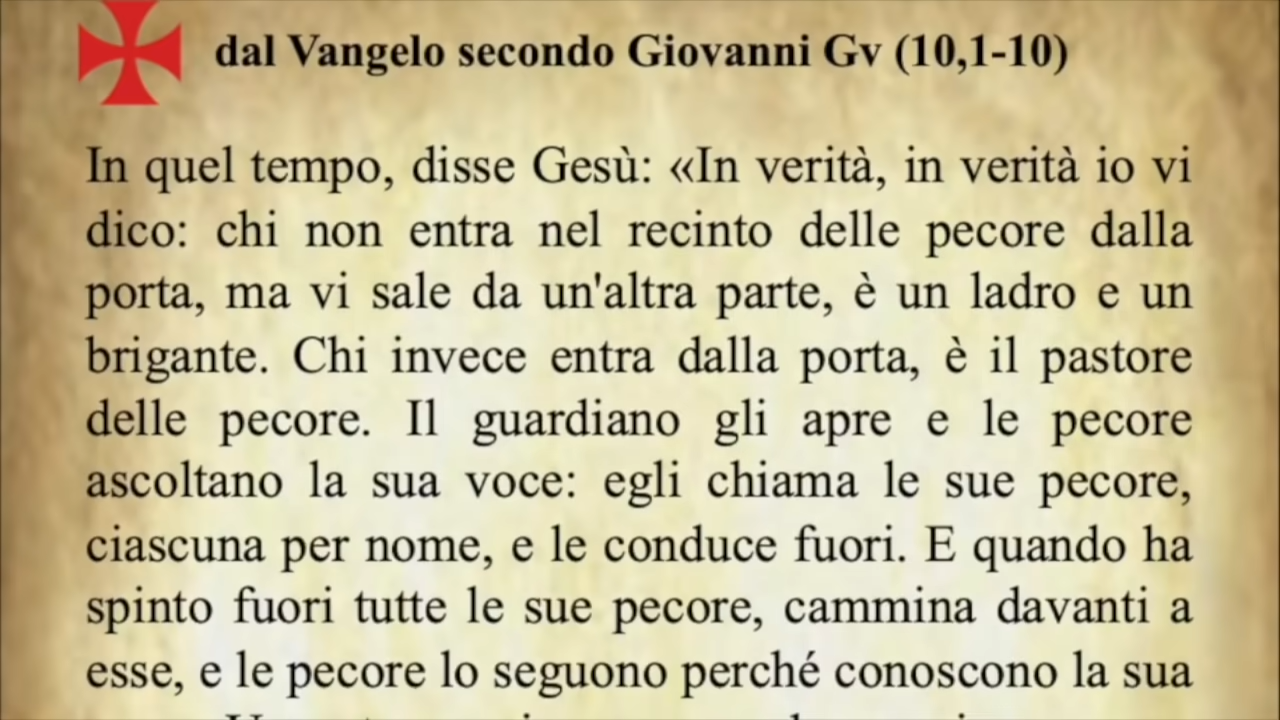 dal Vangelo secondo Giovanni Gv (10,1-10)
In quel tempo, disse Gesù: «In verità, in verità io vi
dico: chi non entra nel recinto delle pecore dalla
porta, ma vi sale da un'altra parte, è un ladro e un
brigante. Chi invece entra dalla porta, è il pastore
delle pecore. Il guardiano gli apre e le pecore
ascoltano la sua voce: egli chiama le sue pecore,
ciascuna per nome, e le conduce fuori. E quando ha
spinto fuori tutte le sue pecore, cammina davanti a
esse, e le pecore lo seguono perché conoscono la sua